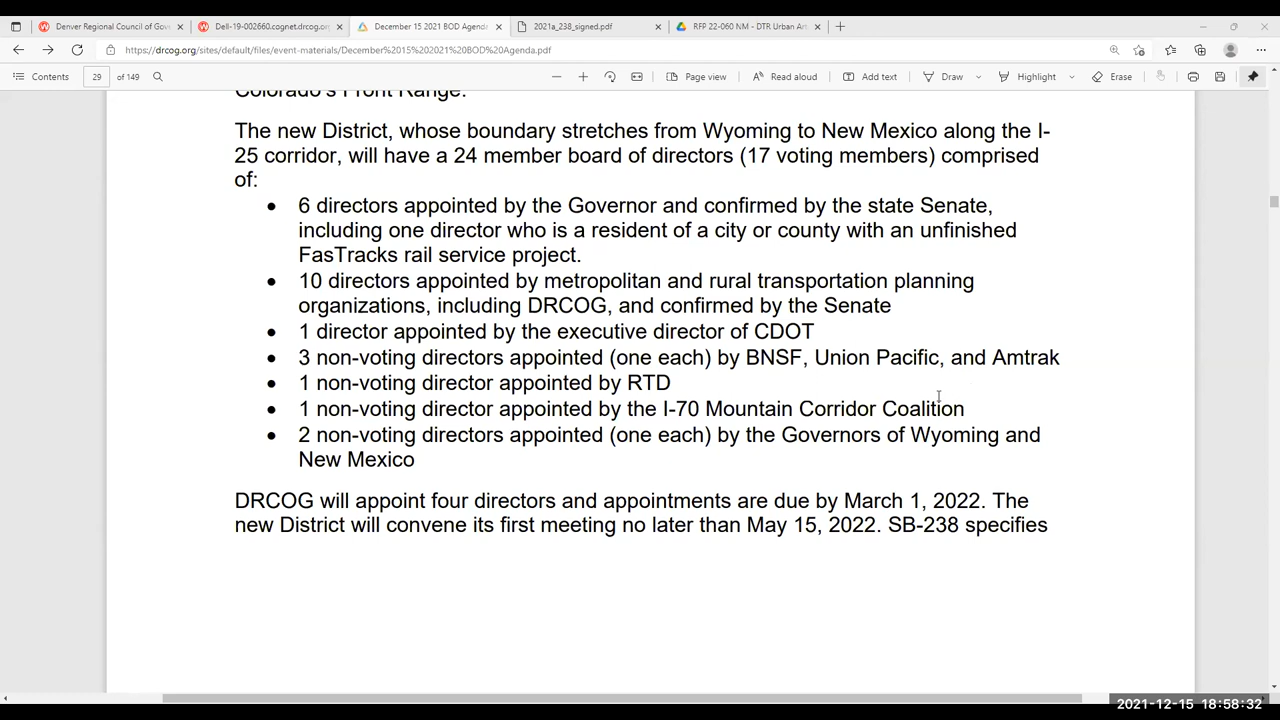 Denver Regional Council of Gov
Dell-19-002660.cognet.drcog.or
December 15 2021 BOD Agenda
2021a_238_signed.pdf
RFP 22-060 NM - DTR Urban Ar
https://drcog.org/sites/default/files/event-materials/December%2015%202021%20BOD%20Agenda.pdf
Contents
29 of 149
Page view
Read aloud
Add text
Draw
Highlight
Erase
Colorado's Front Range.
The new District, whose boundary stretches from Wyoming to New Mexico along the I-
25 corridor, will have a 24 member board of directors (17 voting members) comprised
of:
• 6 directors appointed by the Governor and confirmed by the state Senate,
including one director who is a resident of a city or county with an unfinished
FasTracks rail service project.
• 10 directors appointed by metropolitan and rural transportation planning
organizations, including DRCOG, and confirmed by the Senate
• 1 director appointed by the executive director of CDOT
• 3 non-voting directors appointed (one each) by BNSF, Union Pacific, and Amtrak
• 1 non-voting director appointed by RTD
• 1 non-voting director appointed by the I-70 Mountain Corridor Coalition
• 2 non-voting directors appointed (one each) by the Governors of Wyoming and
New Mexico
DRCOG will appoint four directors and appointments are due by March 1, 2022. The
new District will convene its first meeting no later than May 15, 2022. SB-238 specifies
2021-12-15 18:58:32